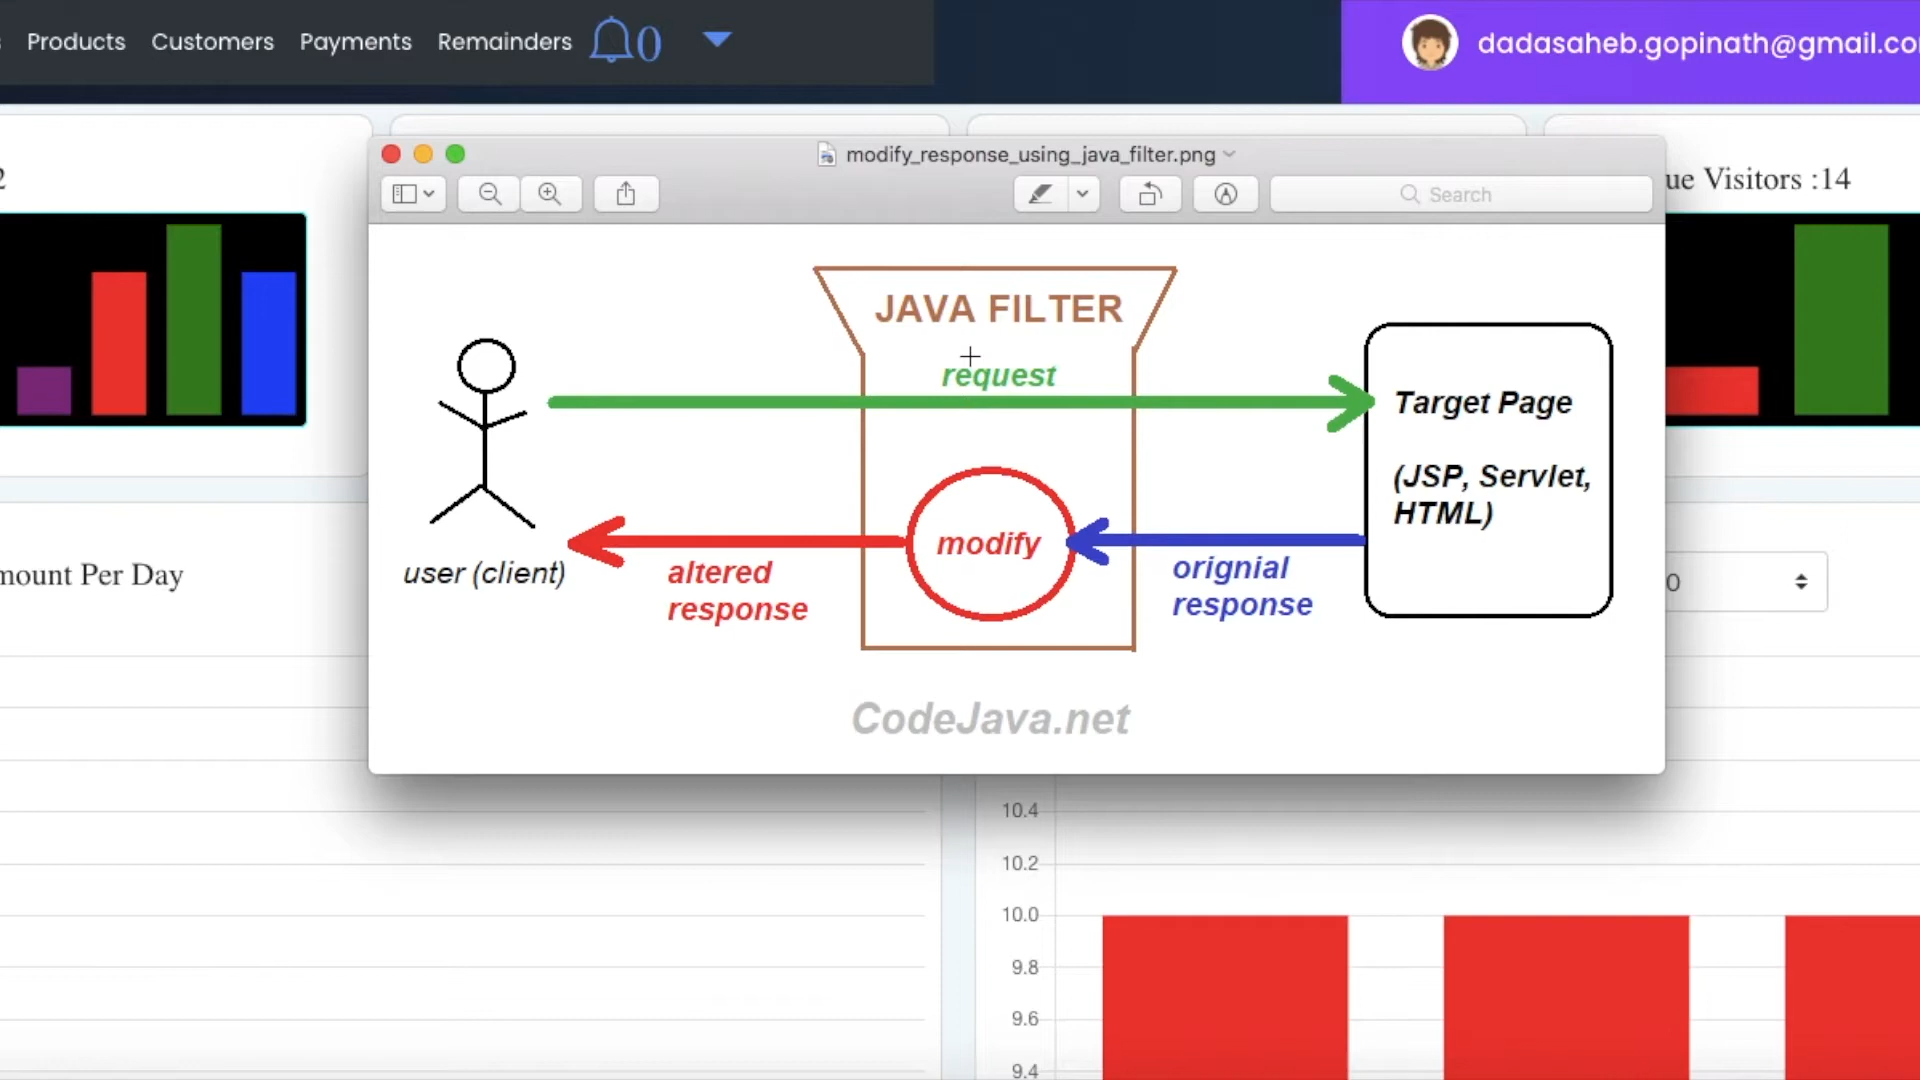 Products Customers Payments Remainders 0
dadasaheb.gopinath@gmail.co
modify_response_using_java_filter.png
Search
2
ue Visitors :14
JAVA FILTER
request
Target Page
(JSP, Servlet,
HTML)
modify
user (client)
altered
response
orignial
response
CodeJava.net
mount Per Day
0
10.4
10.2
10.0
9.8
9.6
9.4